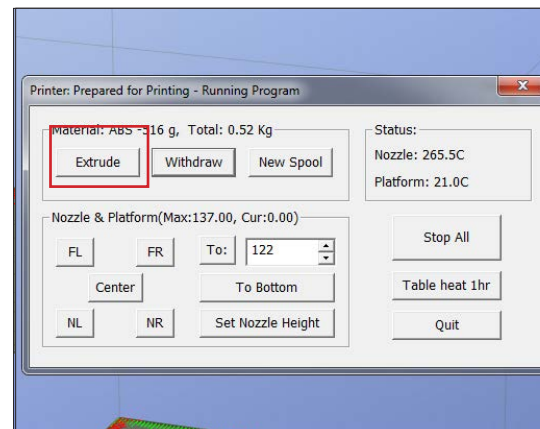 Printer: Prepared for Printing - Running Program
x
Material: ABS -516 g, Total: 0.52 Kg
Extrude
Withdraw
New Spool
Status:
Nozzle: 265.5C
Platform: 21.0C
Nozzle & Platform(Max:137.00, Cur:0.00)
FL
FR
To:
122
Center
To Bottom
NL
NR
Set Nozzle Height
Stop All
Table heat 1hr
Quit